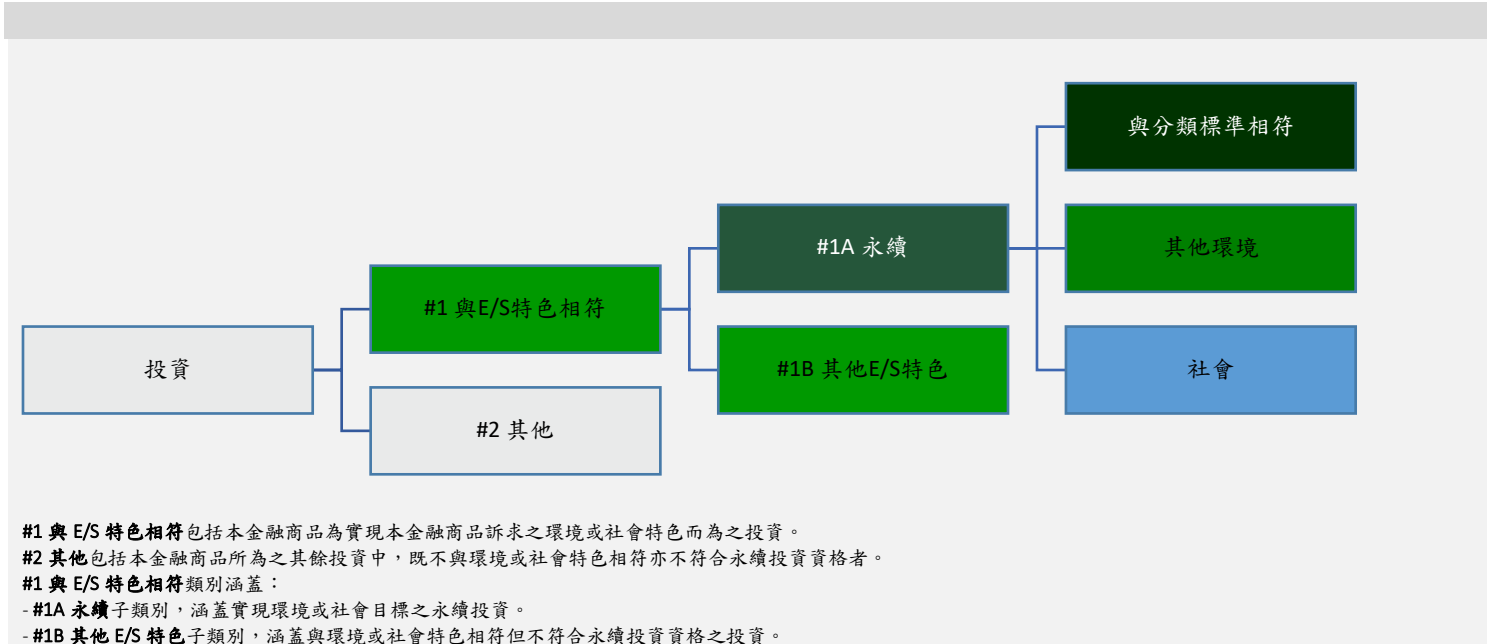 與分類標準相符
#1A 永續
其他環境
#1 與E/S特色相符
投資
#1B 其他E/S特色
社會
#2 其他
#1 與 E/S 特色相符包括本金融商品為實現本金融商品訴求之環境或社會特色而為之投資。
#2 其他包括本金融商品所為之其餘投資中，既不與環境或社會特色相符亦不符合永續投資資格者。
#1 與 E/S 特色相符類別涵蓋：
- #1A 永續子類別，涵蓋實現環境或社會目標之永續投資。
- #1B 其他 E/S 特色子類別，涵蓋與環境或社會特色相符但不符合永續投資資格之投資。